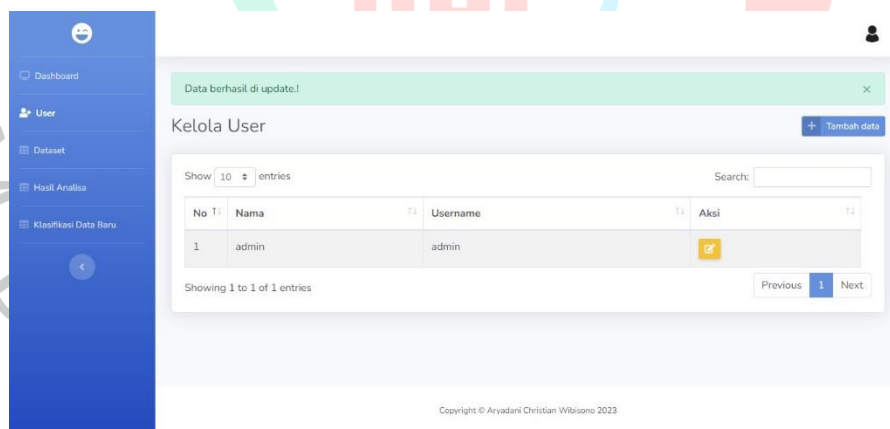 Dashboard
User
Dataset
Hasil Analisa
Klasifikasi Data Baru
Data berhasil di update.! ×
Kelola User
+ Tambah data
Show 10 entries
Search:
No Nama Username Aksi
1 admin admin
Showing 1 to 1 of 1 entries
Previous 1 Next
Copyright © Aryadani Christian Wibisono 2023